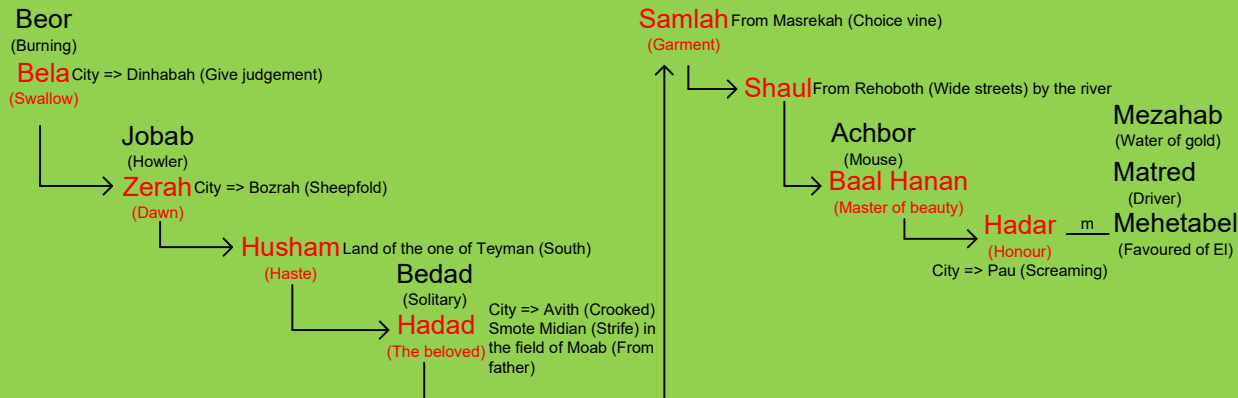 Beor
(Burning)
Bela City => Dinhabah (Give judgement)
(Swallow)
Jobab
(Howler)
Zerah City => Bozrah (Sheepfold)
(Dawn)
Husham Land of the one of Teyman (South)
(Haste)
Bedad
(Solitary)
Hadad
(The beloved)
City => Avith (Crooked)
Smote Midian (Strife) in
the field of Moab (From
father)
Samlah From Masrekah (Choice vine)
(Garment)
Shaul From Rehoboth (Wide streets) by the river
Achbor
(Mouse)
Baal Hanan
(Master of beauty)
Hadar
(Honour)
City => Pau (Screaming)
m
Mezahab
(Water of gold)
Matred
(Driver)
Mehetabel
(Favoured of El)